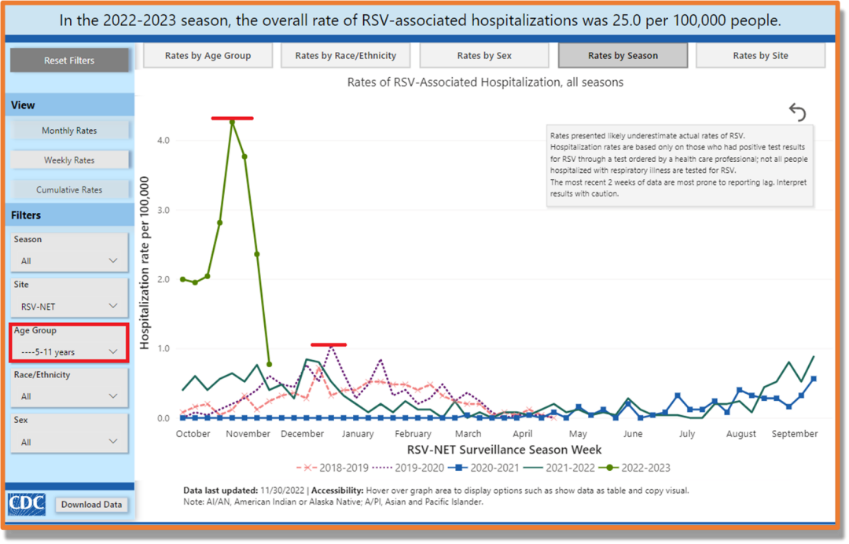 In the 2022-2023 season, the overall rate of RSV-associated hospitalizations was 25.0 per 100,000 people.
Reset Filters
Rates by Age Group
Rates by Race/Ethnicity
Rates by Sex
Rates by Season
Rates by Site
View
Monthly Rates
Weekly Rates
Cumulative Rates
Filters
Season
All
Site
RSV-NET
Age Group
----5-11 years
Race/Ethnicity
All
Sex
All
CDC
Download Data
Rates of RSV-Associated Hospitalization, all seasons
Rates presented likely underestimate actual rates of RSV.
Hospitalization rates are based only on those who had positive test results
for RSV through a test ordered by a health care professional; not all people
hospitalized with respiratory illness are tested for RSV.
The most recent 2 weeks of data are most prone to reporting lag. Interpret
results with caution.
Hospitalization rate per 100,000
4.0
3.0
2.0
1.0
0.0
October November December January February March April May June July August September
RSV-NET Surveillance Season Week
2018-2019 2019-2020 2020-2021 2021-2022 2022-2023
Data last updated: 11/30/2022 | Accessibility: Hover over graph area to display options such as show data as table and copy visual.
Note: AI/AN, American Indian or Alaska Native; A/PI, Asian and Pacific Islander.